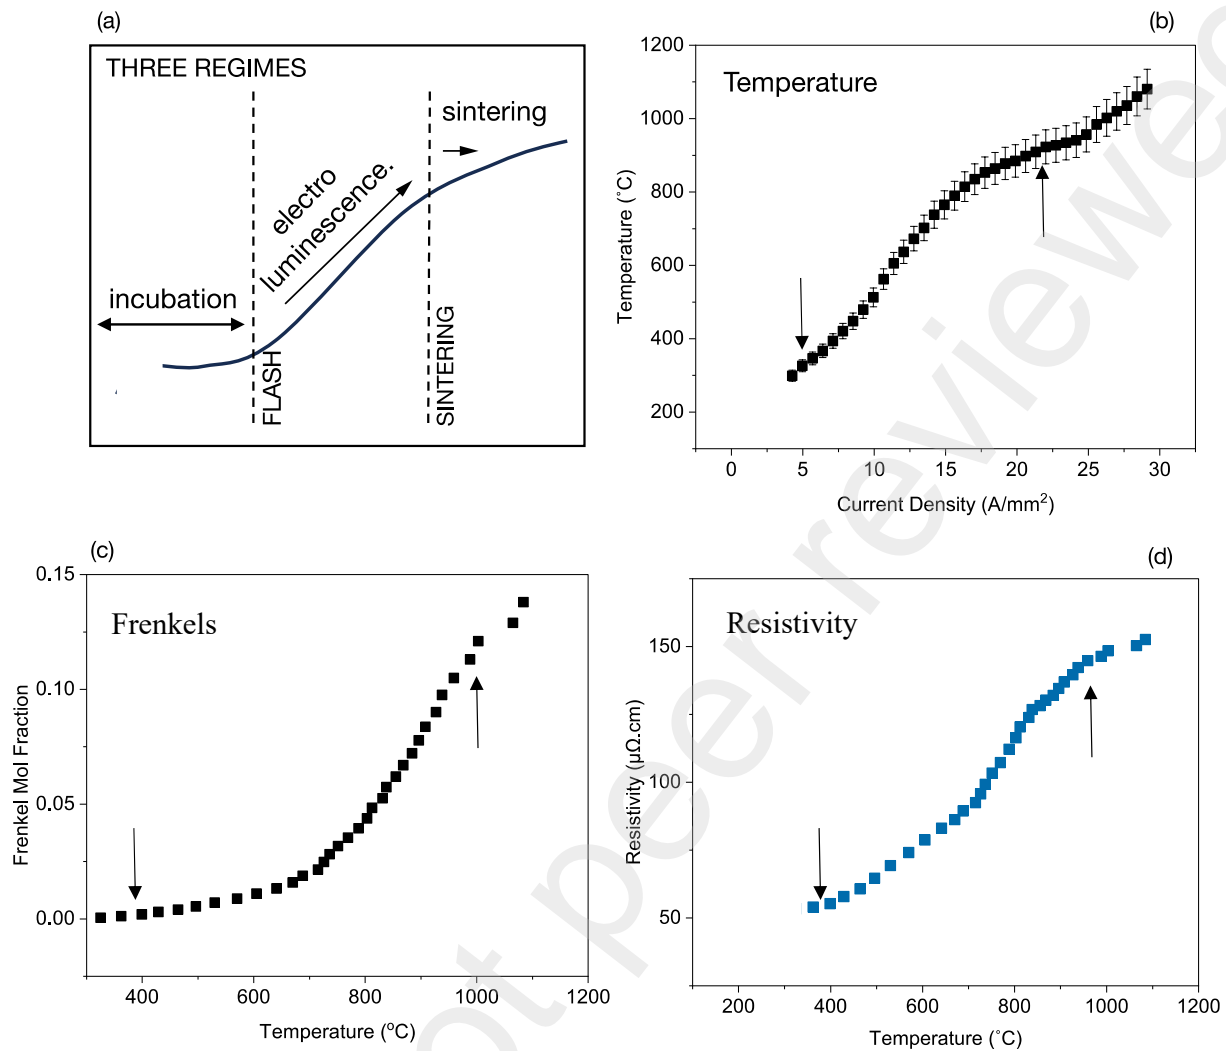 (a)
THREE REGIMES
sintering
electro
luminescence.
incubation
FLASH
SINTERING
(b)
Temperature
1200
1000
800
600
400
200
Temperature (˚C)
0 5 10 15 20 25 30
Current Density (A/mm²)
(c)
Frenkels
0.15
0.10
0.05
0.00
Frenkel Mol Fraction
400 600 800 1000 1200
Temperature (ºC)
(d)
Resistivity
150
100
50
Resistivity (µΩ.cm)
200 400 600 800 1000 1200
Temperature (˚C)
ot peer reviewed